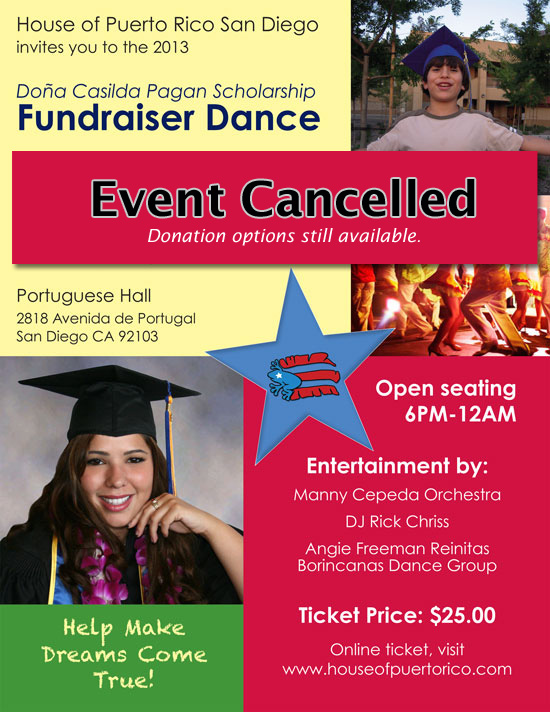 House of Puerto Rico San Diego
invites you to the 2013
Doña Casilda Pagan Scholarship
Fundraiser Dance
Event Cancelled
Donation options still available.
Portuguese Hall
2818 Avenida de Portugal
San Diego CA 92103
Open seating
6PM-12AM
Entertainment by:
Manny Cepeda Orchestra
DJ Rick Chriss
Angie Freeman Reinitas
Borincanas Dance Group
Ticket Price: $25.00
Online ticket, visit
www.houseofpuertorico.com
Help Make
Dreams Come
True!